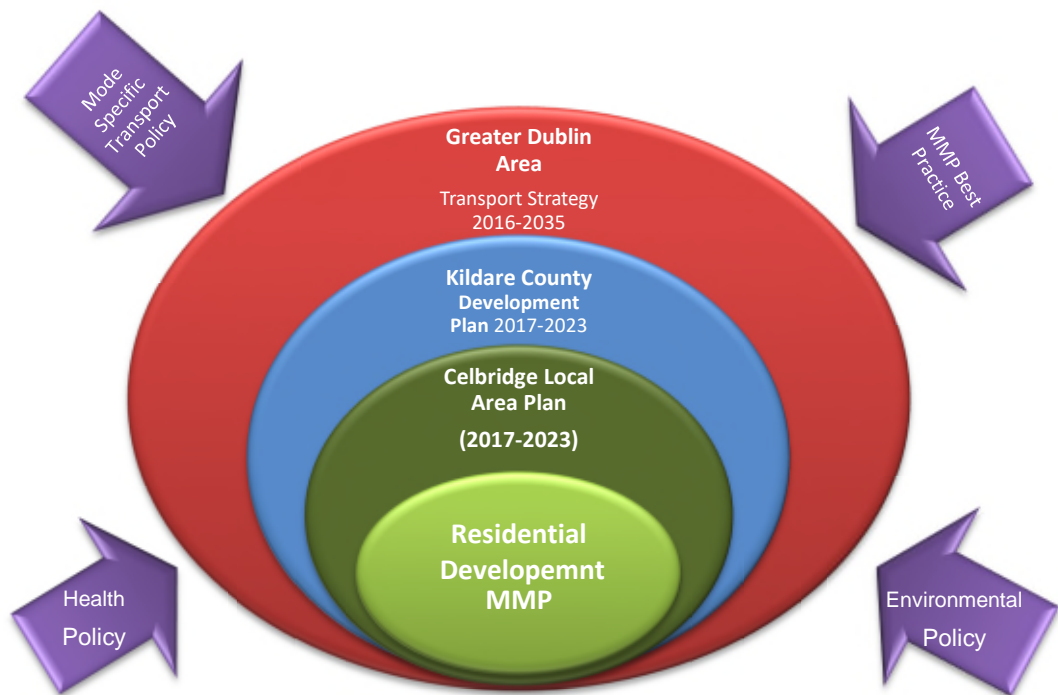 Mode
Specific
Transport
Policy
MMP Best
Practice
Greater Dublin
Area
Transport Strategy
2016-2035
Kildare County
Development
Plan 2017-2023
Celbridge Local
Area Plan
(2017-2023)
Residential
Developemnt
MMP
Health
Policy
Environmental
Policy